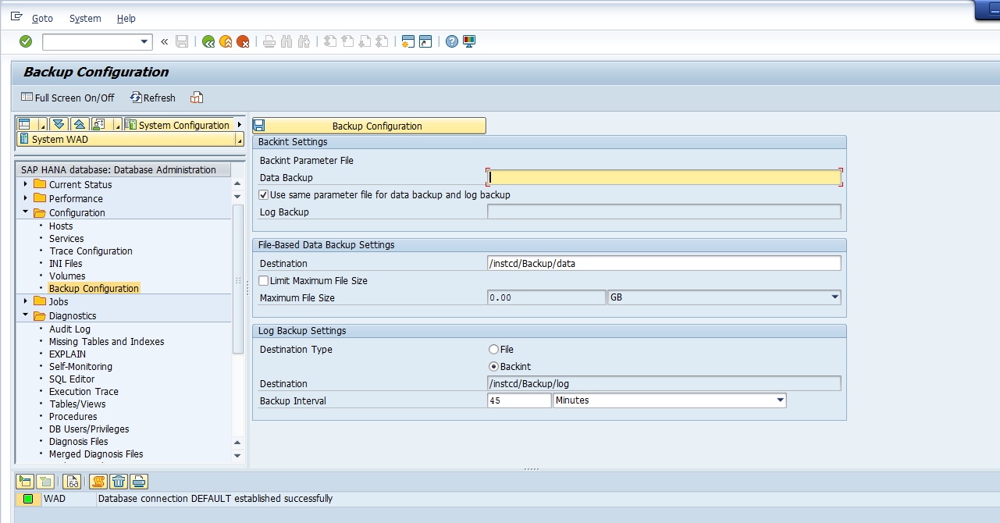 Goto System Help
Backup Configuration
Full Screen On/Off Refresh
System Configuration
System WAD
SAP HANA database: Database Administration
Current Status
Performance
Configuration
Hosts
Services
Trace Configuration
INI Files
Volumes
Backup Configuration
Jobs
Diagnostics
Audit Log
Missing Tables and Indexes
EXPLAIN
Self-Monitoring
SQL Editor
Execution Trace
Tables/Views
Procedures
DB Users/Privileges
Diagnosis Files
Merged Diagnosis Files
Backup Configuration
Backint Settings
Backint Parameter File
Data Backup
Use same parameter file for data backup and log backup
Log Backup
File-Based Data Backup Settings
Destination /instcd/Backup/data
Limit Maximum File Size
Maximum File Size 0.00 GB
Log Backup Settings
Destination Type File
Backint
Destination /instcd/Backup/log
Backup Interval 45 Minutes
WAD Database connection DEFAULT established successfully